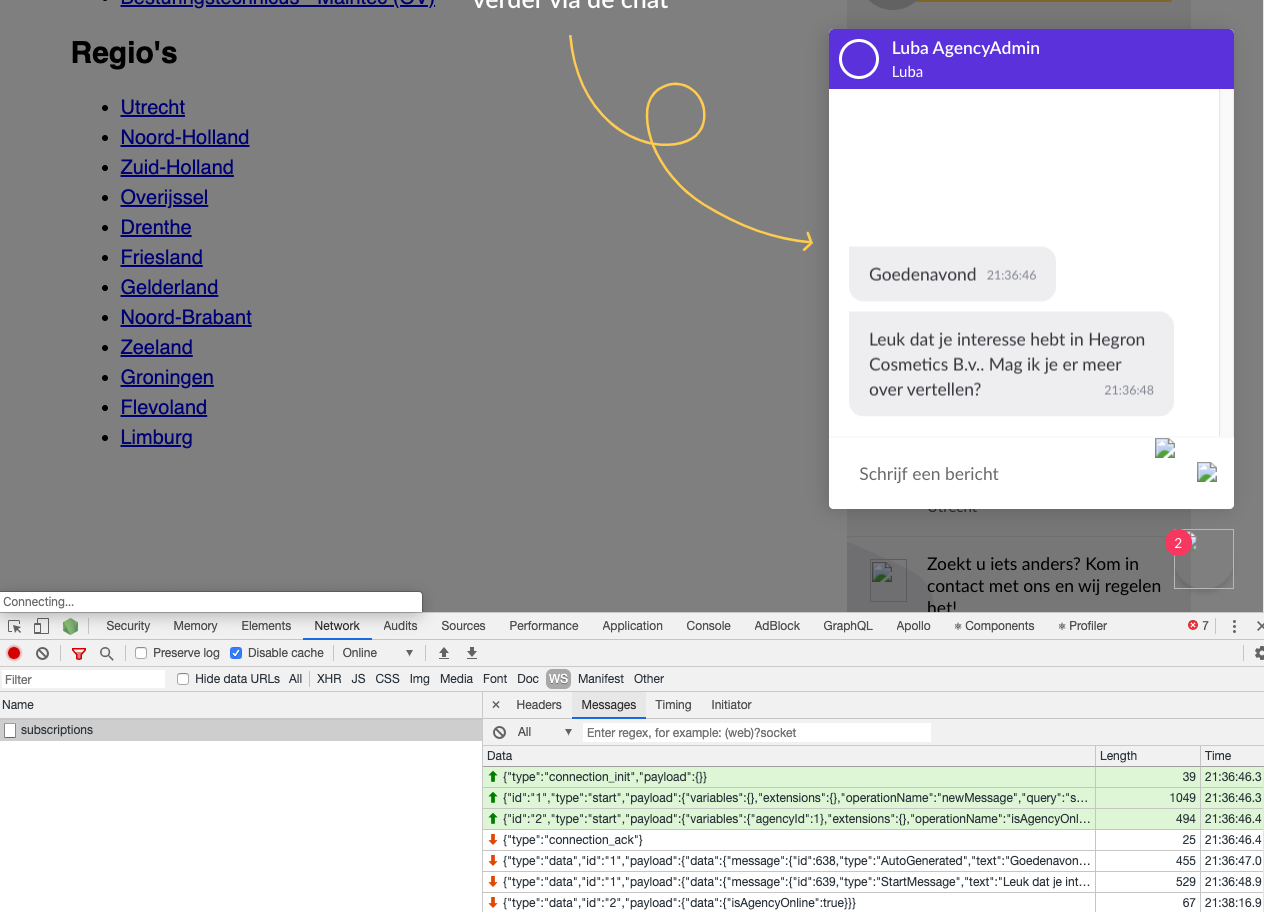 Besturingstechnicus - Maintec (OV)
verder via de chat
Regio's
Utrecht
Noord-Holland
Zuid-Holland
Overijssel
Drenthe
Friesland
Gelderland
Noord-Brabant
Zeeland
Groningen
Flevoland
Limburg
Luba AgencyAdmin
Luba
Goedenavond 21:36:46
Leuk dat je interesse hebt in Hegron
Cosmetics B.v.. Mag ik je er meer
over vertellen? 21:36:48
Schrijf een bericht
Utrecht
2
Zoekt u iets anders? Kom in
contact met ons en wij regelen
het!
Connecting...
Security Memory Elements Network Audits Sources Performance Application Console AdBlock GraphQL Apollo Components Profiler 7
Preserve log Disable cache Online
Filter Hide data URLs All XHR JS CSS Img Media Font Doc WS Manifest Other
Name × Headers Messages Timing Initiator
subscriptions
All Enter regex, for example: (web)?socket
Data Length Time
{"type":"connection_init","payload":{}} 39 21:36:46.3
{"id":"1","type":"start","payload":{"variables":{},"extensions":{},"operationName":"newMessage","query":"s... 1049 21:36:46.3
{"id":"2","type":"start","payload":{"variables":{"agencyId":1},"extensions":{},"operationName":"isAgencyOnl... 494 21:36:46.4
{"type":"connection_ack"} 25 21:36:46.4
{"type":"data","id":"1","payload":{"data":{"message":{"id":638,"type":"AutoGenerated","text":"Goedenavon... 455 21:36:47.0
{"type":"data","id":"1","payload":{"data":{"message":{"id":639,"type":"StartMessage","text":"Leuk dat je int... 529 21:36:48.9
{"type":"data","id":"2","payload":{"data":{"isAgencyOnline":true}}} 67 21:38:16.9